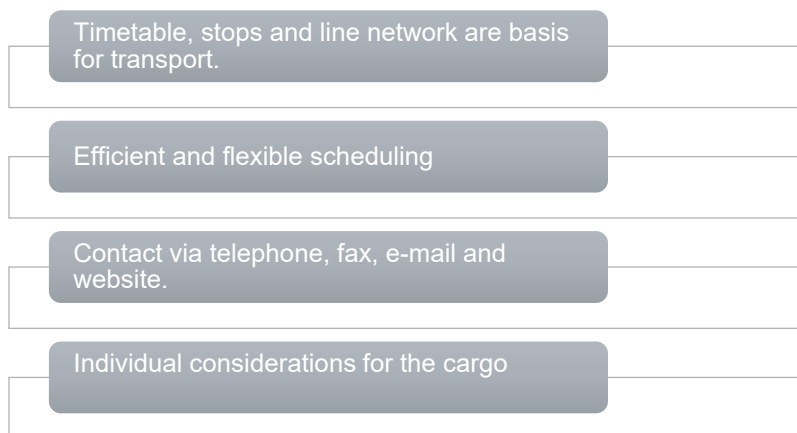 Timetable, stops and line network are basis
for transport.
Efficient and flexible scheduling
Contact via telephone, fax, e-mail and
website.
Individual considerations for the cargo